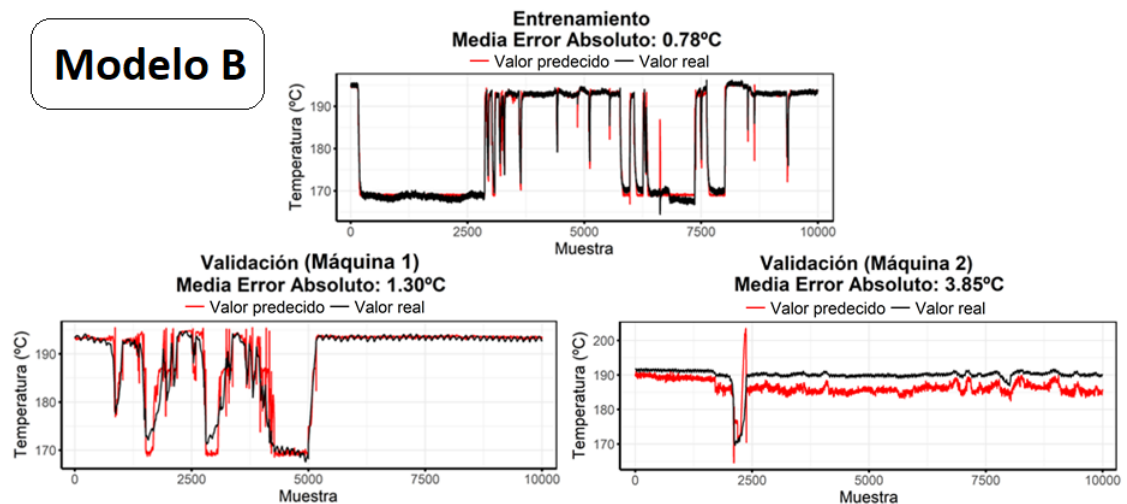 Modelo B
Entrenamiento
Media Error Absoluto: 0.78ºC
Valor predecido Valor real
Temperatura (ºC)
190
180
170
0 2500 5000 7500 10000
Muestra
Validación (Máquina 1)
Media Error Absoluto: 1.30ºC
Valor predecido Valor real
Temperatura (ºC)
190
180
170
0 2500 5000 7500 10000
Muestra
Validación (Máquina 2)
Media Error Absoluto: 3.85ºC
Valor predecido Valor real
Temperatura (ºC)
200
190
180
170
0 2500 5000 7500 10000
Muestra